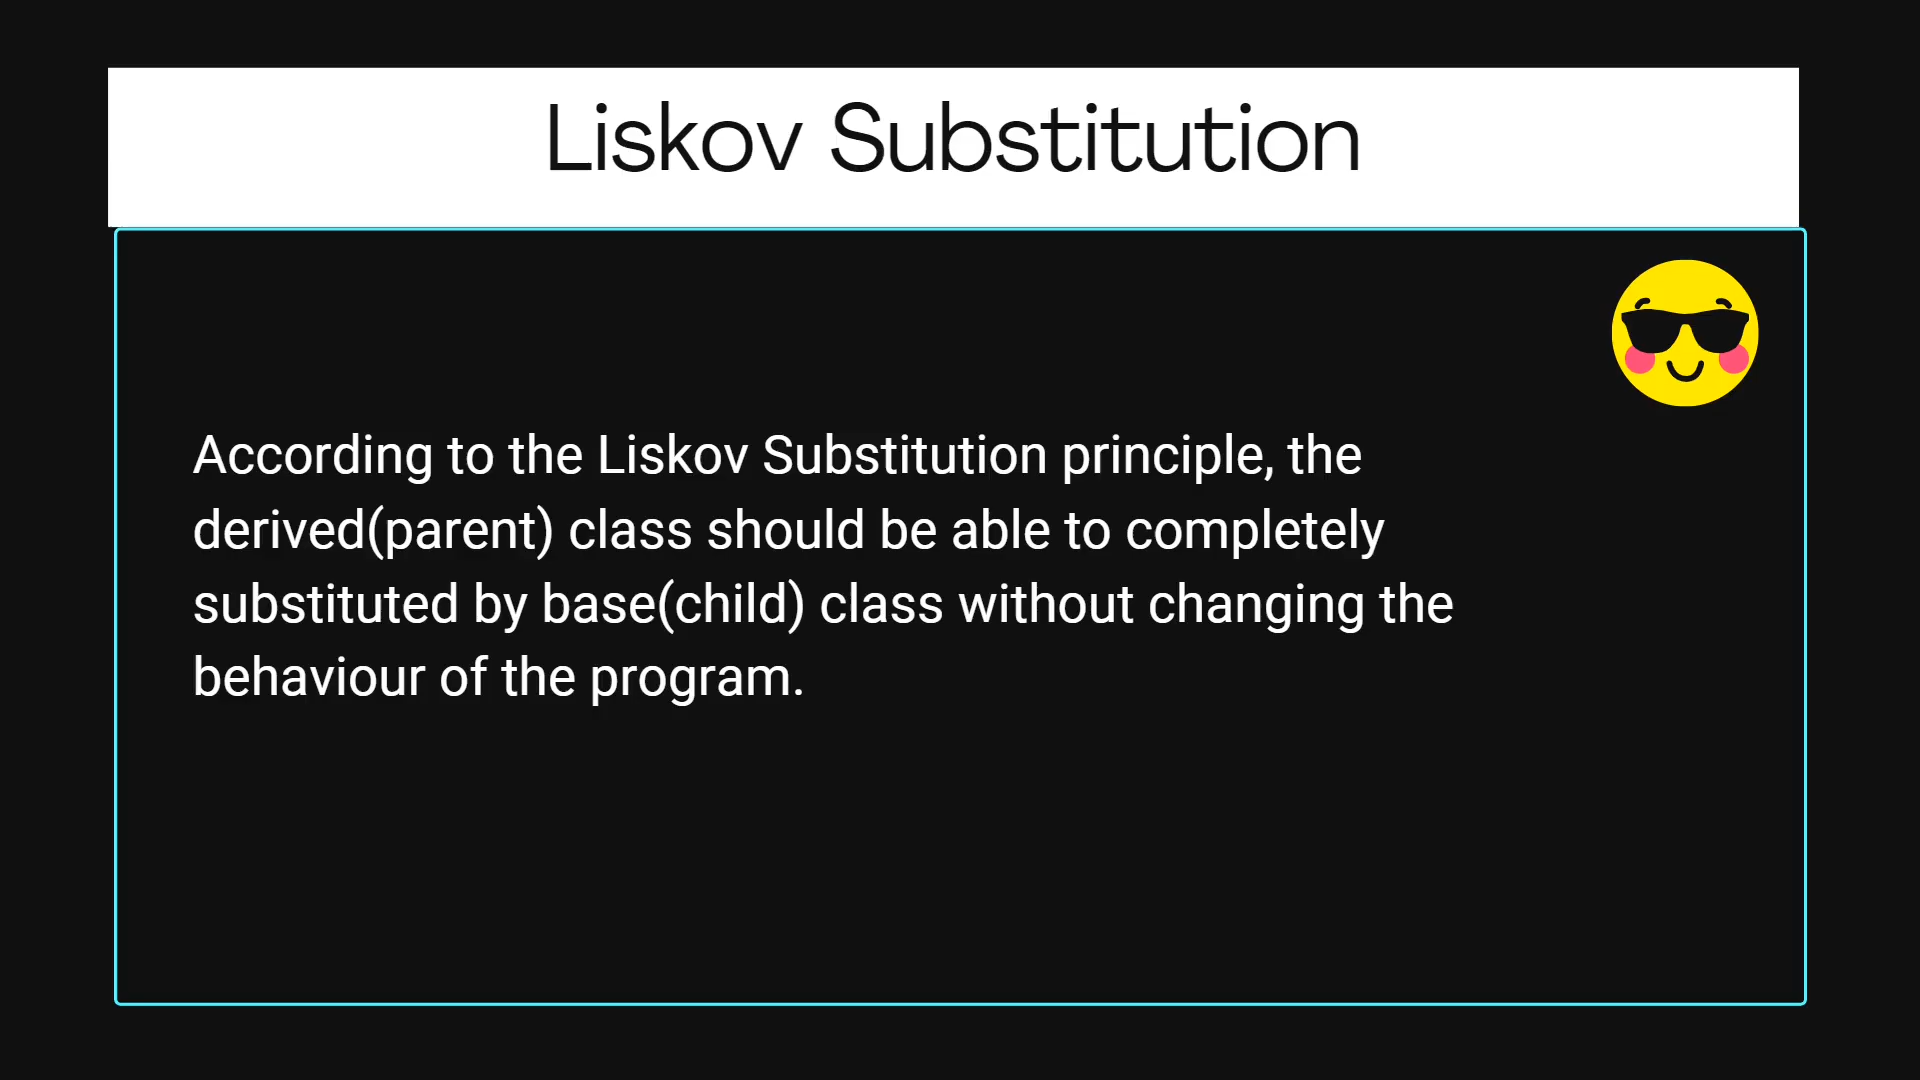 Liskov Substitution
According to the Liskov Substitution principle, the
derived(parent) class should be able to completely
substituted by base(child) class without changing the
behaviour of the program.